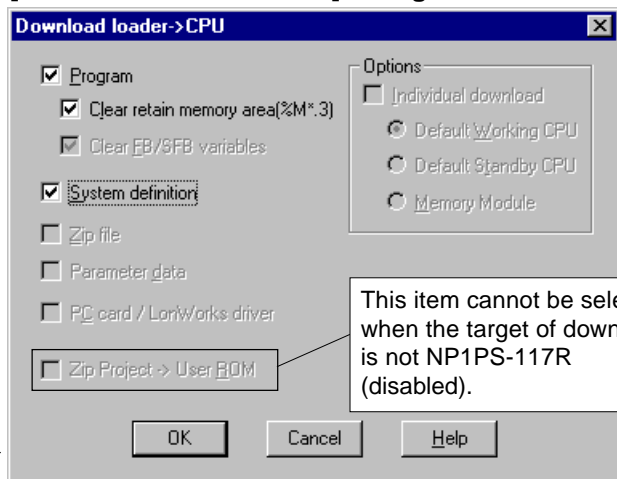 Download loader->CPU
Program
Clear retain memory area(%M*.3)
Clear FB/SFB variables
System definition
Zip file
Parameter data
PC card / LonWorks driver
Zip Project -> User ROM
Options
Individual download
Default Working CPU
Default Standby CPU
Memory Module
This item cannot be sele
when the target of down
is not NP1PS-117R
(disabled).
OK
Cancel
Help